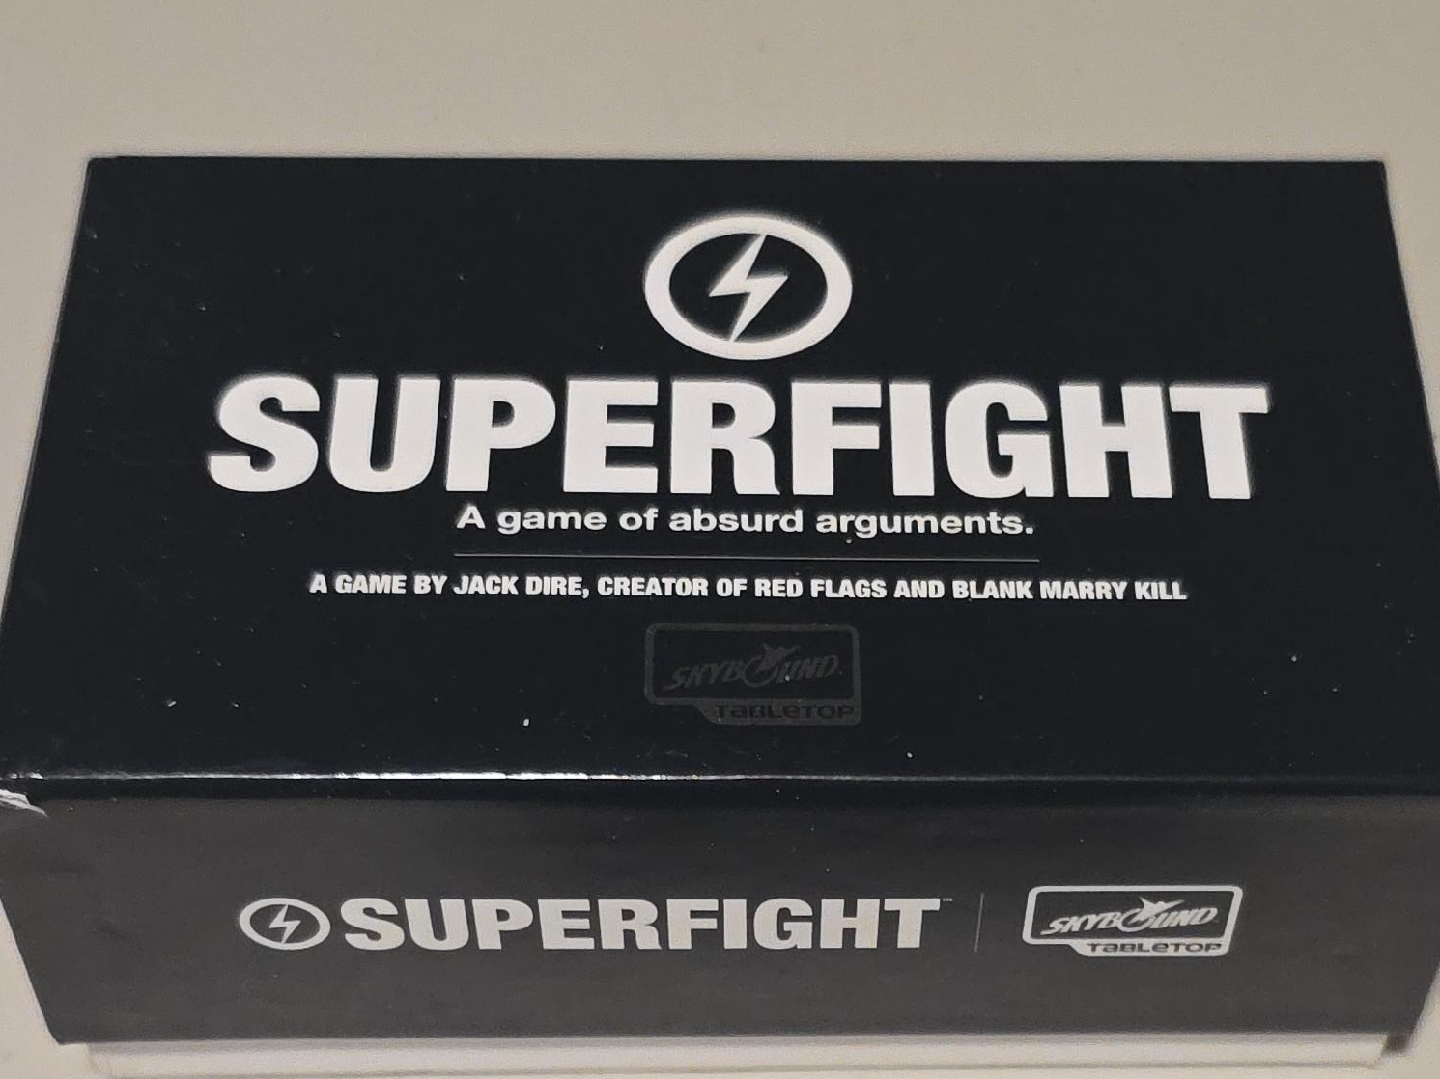 SUPERFIGHT
A game of absurd arguments.
A GAME BY JACK DIRE, CREATOR OF RED FLAGS AND BLANK MARRY KILL
SKYBOUND
TABLETOP
SUPERFIGHT™
SKYBOUND
TABLETOP